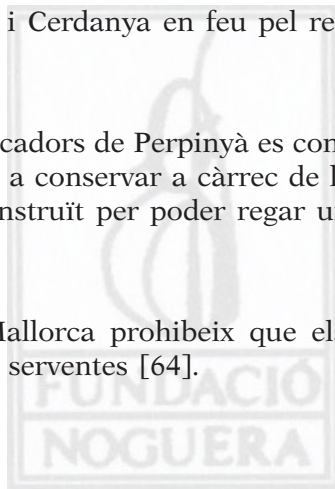 i Cerdanya en feu pel re
cadors de Perpinyà es con
a conservar a càrrec de l
nstruït per poder regar u
Mallorca prohibeix que el
serventes [64].
FUNDACIÓ
NOGUERA